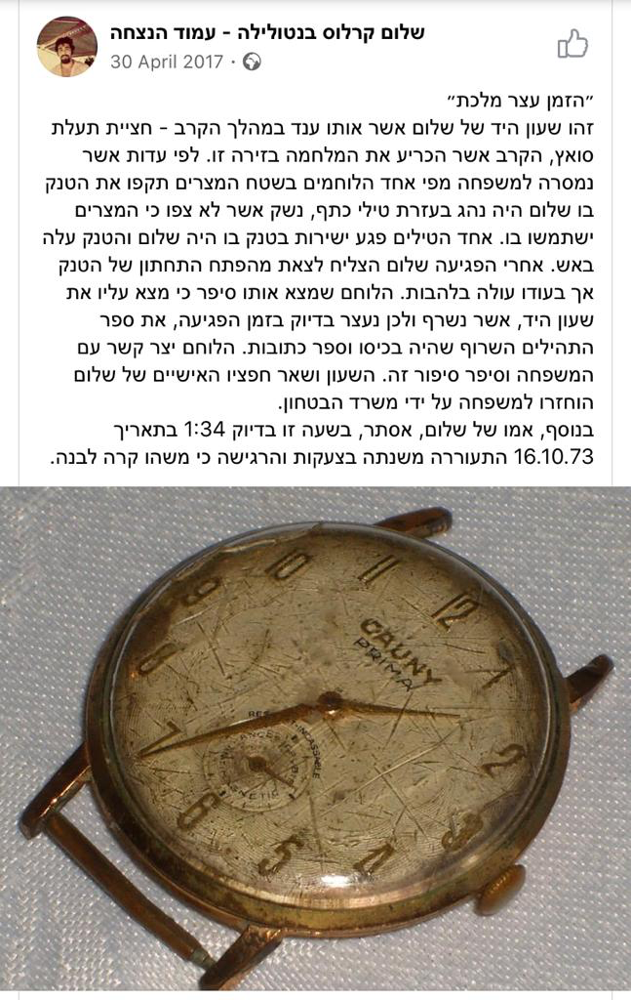 שלום קרלוס בנטולילה - עמוד הנצחה
30 April 2017 ·
״הזמן עצר מלכת״
זהו שעון היד של שלום אשר אותו ענד במהלך הקרב - חציית תעלת
סואץ, הקרב אשר הכריע את המלחמה בזירה זו. לפי עדות אשר
נמסרה למשפחה מפי אחד הלוחמים בשטח המצרים תקפו את הטנק
בו שלום היה נהג בעזרת טילי כתף, נשק אשר לא צפו כי המצרים
ישתמשו בו. אחד הטילים פגע ישירות בטנק בו היה שלום והטנק עלה
באש. אחרי הפגיעה שלום הצליח לצאת מהפתח התחתון של הטנק
אך בעודו עולה בלהבות. הלוחם שמצא אותו סיפר כי מצא עליו את
שעון היד, אשר נשרף ולכן נעצר בדיוק בזמן הפגיעה, את ספר
התהילים השרוף שהיה בכיסו וספר כתובות. הלוחם יצר קשר עם
המשפחה וסיפר סיפור זה. השעון ושאר חפציו האישיים של שלום
הוחזרו למשפחה על ידי משרד הבטחון.
בנוסף, אמו של שלום, אסתר, בשעה זו בדיוק 1:34 בתאריך
16.10.73 התעוררה משנתה בצעקות והרגישה כי משהו קרה לבנה.
10 11 12
9 1
8 2
7 3
6 5 4
CAUNY
PRIMA
INCASSABLE